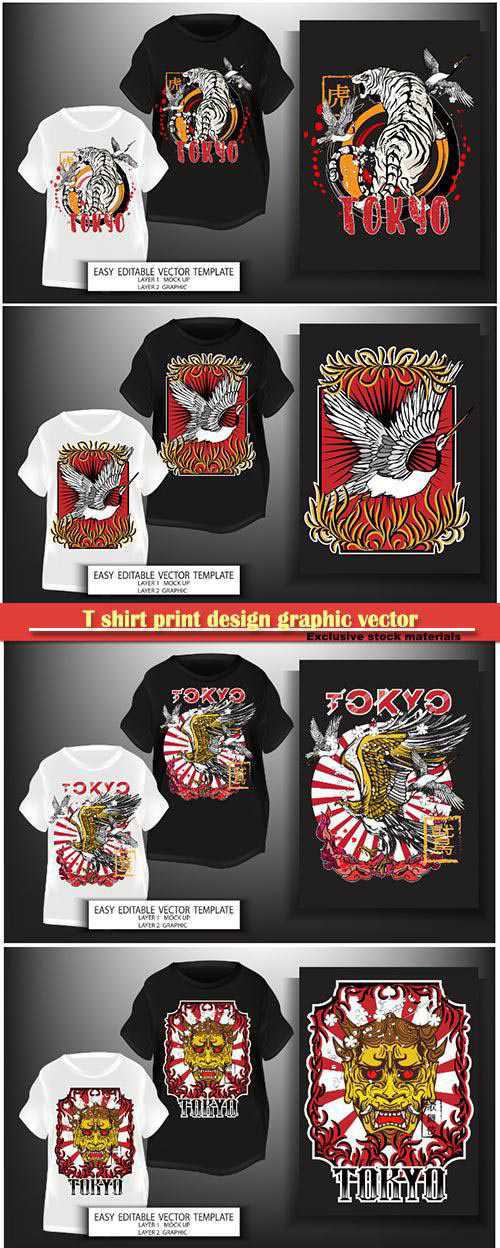 虎
TOKYO
虎
TOKYO
虎
TOKYO
EASY EDITABLE VECTOR TEMPLATE
LAYER 1 MOCK UP
LAYER 2 GRAPHIC
EASY EDITABLE VECTOR TEMPLATE
LAYER 1 MOCK UP
LAYER 2 GRAPHIC
T shirt print design graphic vector
Exclusive stock materials
TOKYO
TOKYO
TOKYO
EASY EDITABLE VECTOR TEMPLATE
LAYER 1 MOCK UP
LAYER 2 GRAPHIC
TOKYO
TOKYO
TOKYO
EASY EDITABLE VECTOR TEMPLATE
LAYER 1 MOCK UP
LAYER 2 GRAPHIC